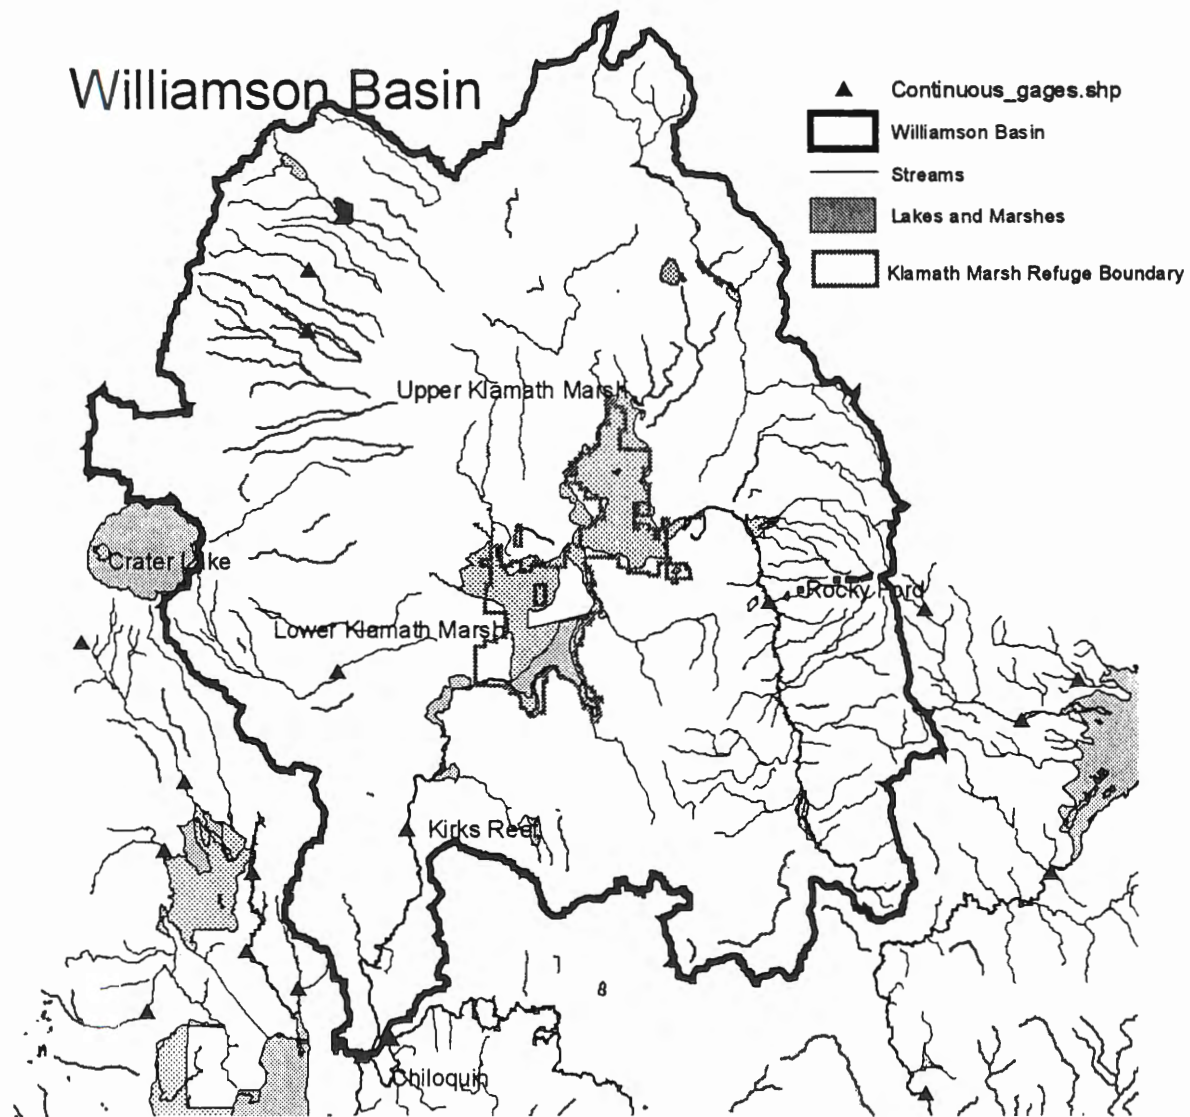 Williamson Basin
Continuous_gages.shp
Williamson Basin
Streams
Lakes and Marshes
Klamath Marsh Refuge Boundary
Upper Klamath Marsh
Crater Lake
Rocky Ford
Lower Klamath Marsh
Kirks Reef
Chiloquin